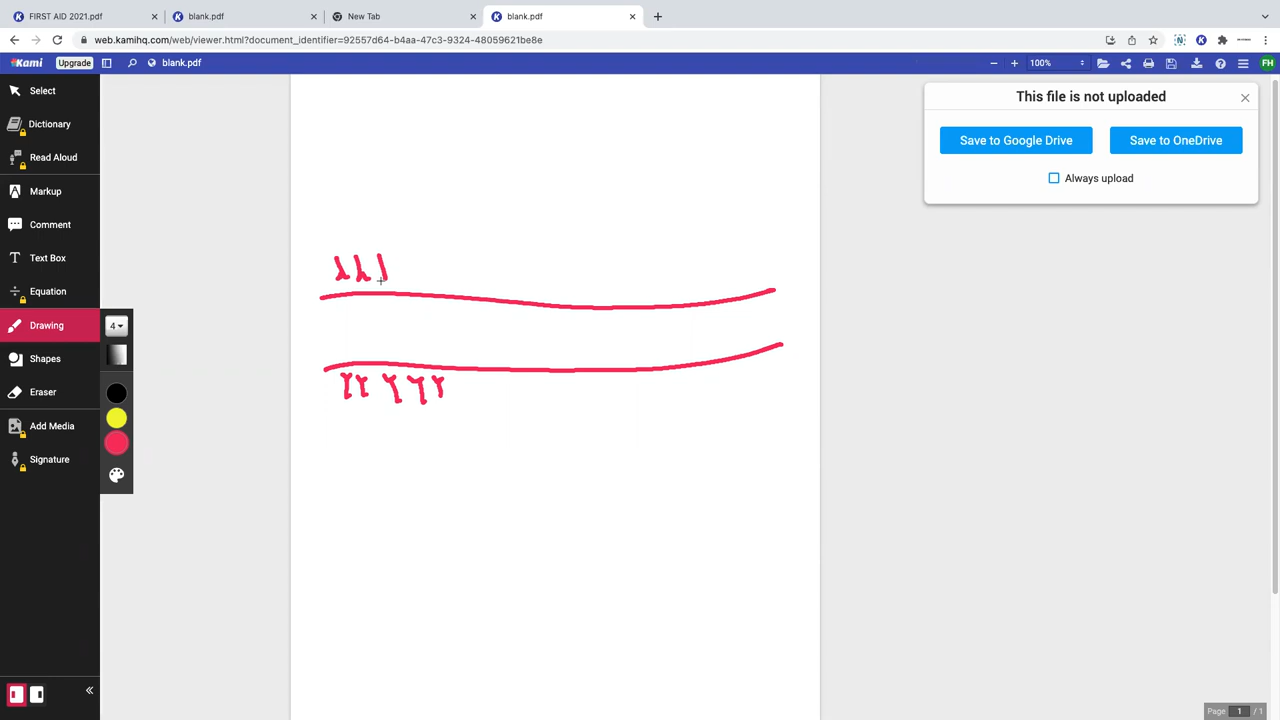 FIRST AID 2021.pdf
blank.pdf
New Tab
blank.pdf
web.kamihq.com/web/viewer.html?document_identifier=92557d64-b4aa-47c3-9324-48059621be8e
Kami
Upgrade
blank.pdf
100%
FH
Select
Dictionary
Read Aloud
Markup
Comment
Text Box
Equation
Drawing
Shapes
Eraser
Add Media
Signature
4
This file is not uploaded
Save to Google Drive
Save to OneDrive
Always upload
Page 1 / 1